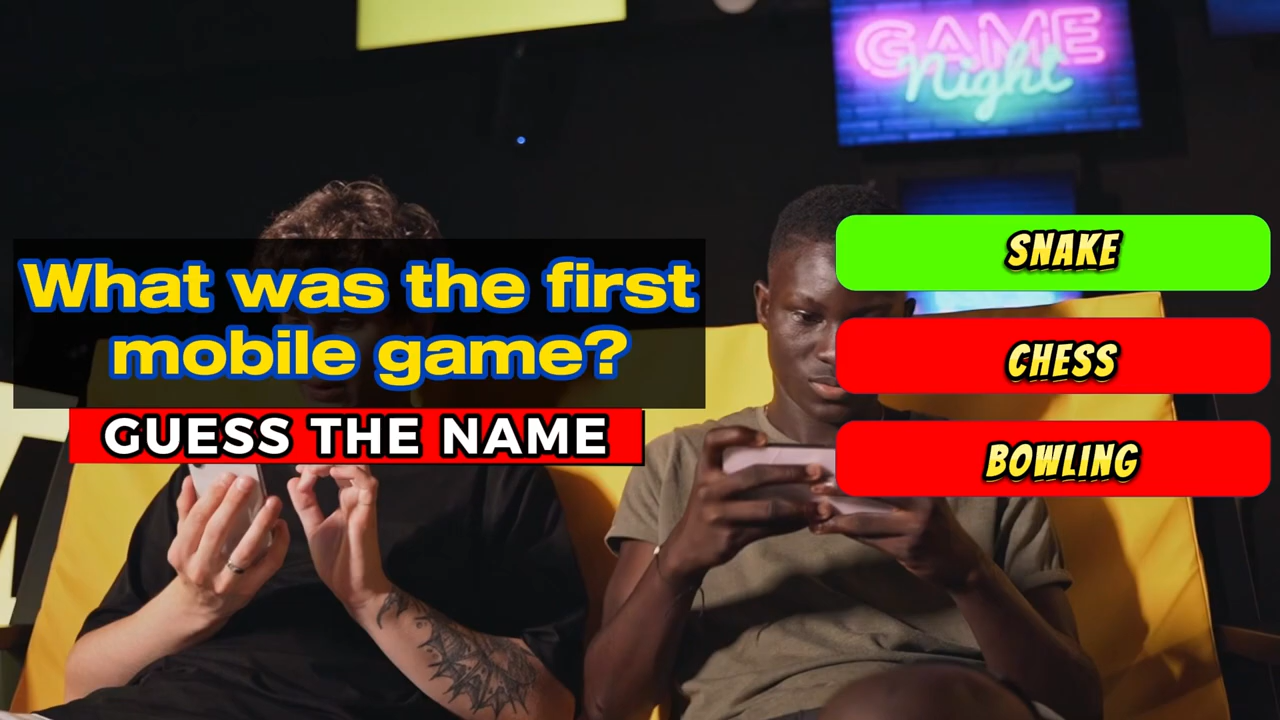 GAME
Night
What was the first
mobile game?
GUESS THE NAME
SNAKE
CHESS
BOWLING